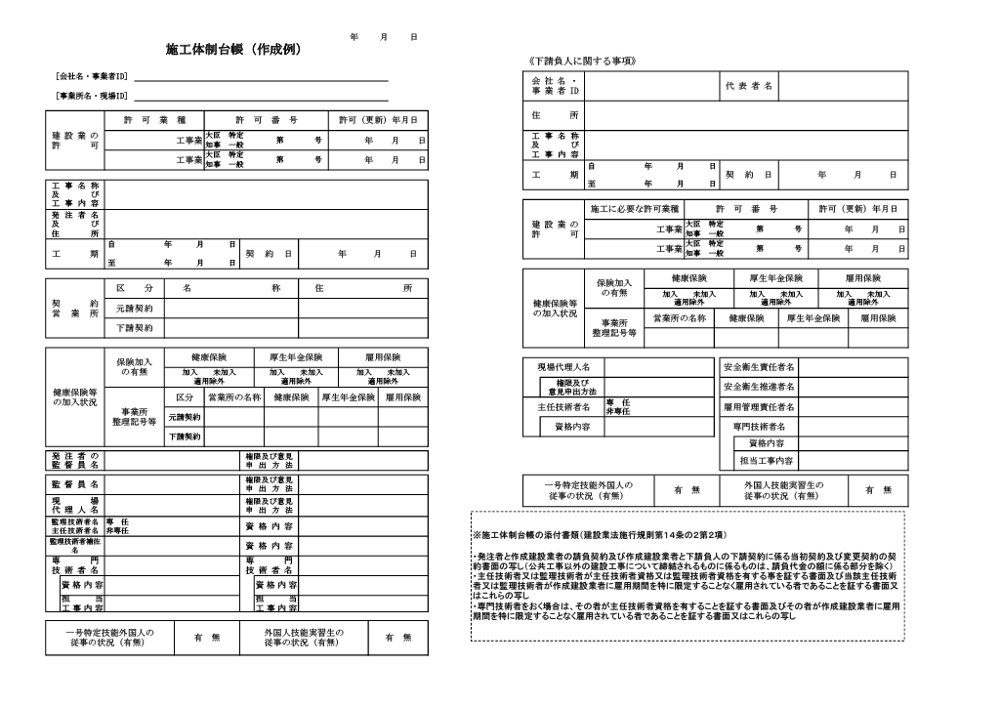 年 月 日
施工体制台帳（作成例）
[会社名・事業者ID]
[事業所名・現場ID]
建設業の許可
許可業種 許可番号 許可（更新）年月日
工事業 大臣 特定 知事 一般 第 号 年 月 日
工事業 大臣 特定 知事 一般 第 号 年 月 日
工事名称及び工事内容
発注者名及び住所
工期 自 年 月 日 契約日 年 月 日
至 年 月 日
契約営業所
区分 名称 住所
元請契約
下請契約
健康保険等の加入状況
保険加入の有無
健康保険 厚生年金保険 雇用保険
加入 未加入 適用除外 加入 未加入 適用除外 加入 未加入 適用除外
事業所整理記号等
区分 営業所の名称 健康保険 厚生年金保険 雇用保険
元請契約
下請契約
発注者の監督員名 権限及び意見申出方法
監督員名 権限及び意見申出方法
現場代理人名 権限及び意見申出方法
監理技術者名 主任技術者名 専任 非専任 資格内容
監理技術者補佐名 資格内容
専門技術者名 専門技術者名
資格内容 資格内容
担当工事内容 担当工事内容
一号特定技能外国人の従事の状況（有無） 有 無 外国人技能実習生の従事の状況（有無） 有 無
《下請負人に関する事項》
会社名・事業者ID 代表者名
住所
工事名称及び工事内容
工期 自 年 月 日 契約日 年 月 日
至 年 月 日
建設業の許可
施工に必要な許可業種 許可番号 許可（更新）年月日
工事業 大臣 特定 知事 一般 第 号 年 月 日
工事業 大臣 特定 知事 一般 第 号 年 月 日
健康保険等の加入状況
保険加入の有無
健康保険 厚生年金保険 雇用保険
加入 未加入 適用除外 加入 未加入 適用除外 加入 未加入 適用除外
事業所整理記号等
営業所の名称 健康保険 厚生年金保険 雇用保険
現場代理人名 安全衛生責任者名
権限及び意見申出方法 安全衛生推進者名
主任技術者名 専任 非専任 雇用管理責任者名
資格内容 専門技術者名
資格内容
担当工事内容
一号特定技能外国人の従事の状況（有無） 有 無 外国人技能実習生の従事の状況（有無） 有 無
※施工体制台帳の添付書類（建設業法施行規則第14条の2第2項）
・発注者と作成建設業者の請負契約及び作成建設業者と下請負人の下請契約に係る当初契約及び変更契約の契
約書面の写し（公共工事以外の建設工事について締結されるものに係るものは、請負代金の額に係る部分を除く）
・主任技術者又は監理技術者が主任技術者資格又は監理技術者資格を有する事を証する書面及び当該主任技術
者又は監理技術者が作成建設業者に雇用期間を特に限定することなく雇用されている者であることを証する書面又
はこれらの写し
・専門技術者をおく場合は、その者が主任技術者資格を有することを証する書面及びその者が作成建設業者に雇用
期間を特に限定することなく雇用されている者であることを証する書面又はこれらの写し